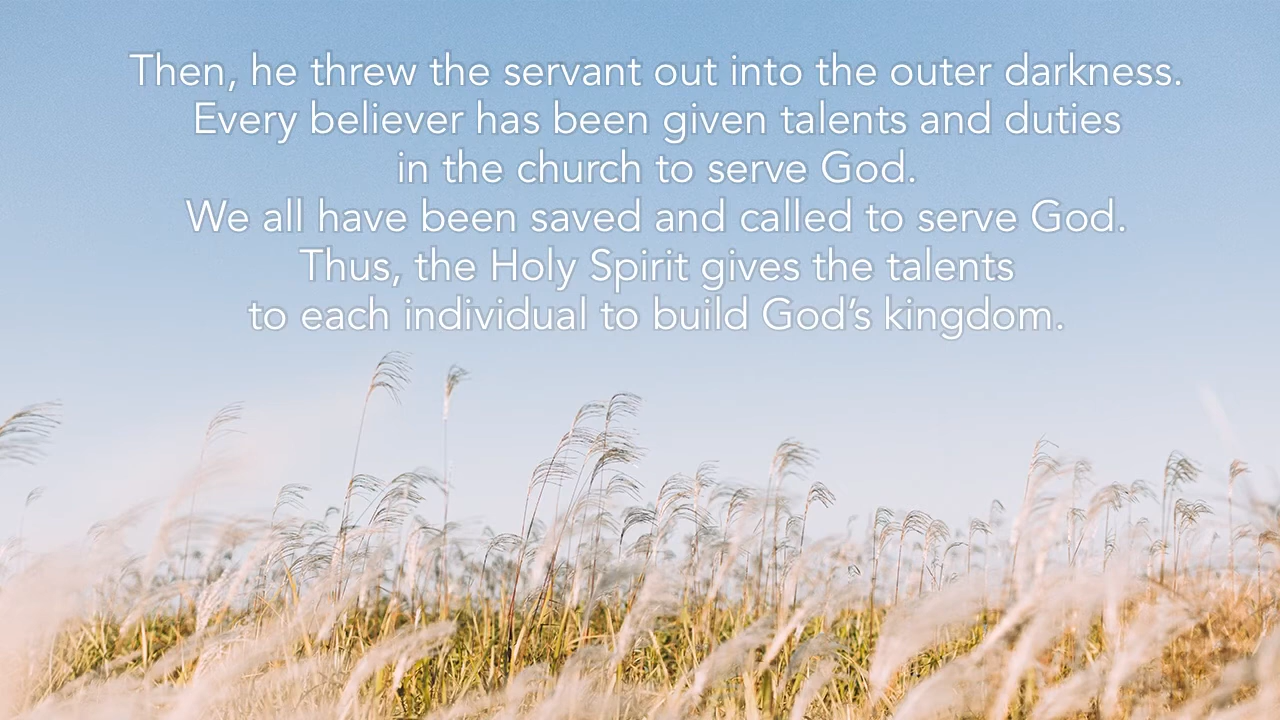 Then, he threw the servant out into the outer darkness.
Every believer has been given talents and duties
in the church to serve God.
We all have been saved and called to serve God.
Thus, the Holy Spirit gives the talents
to each individual to build God’s kingdom.